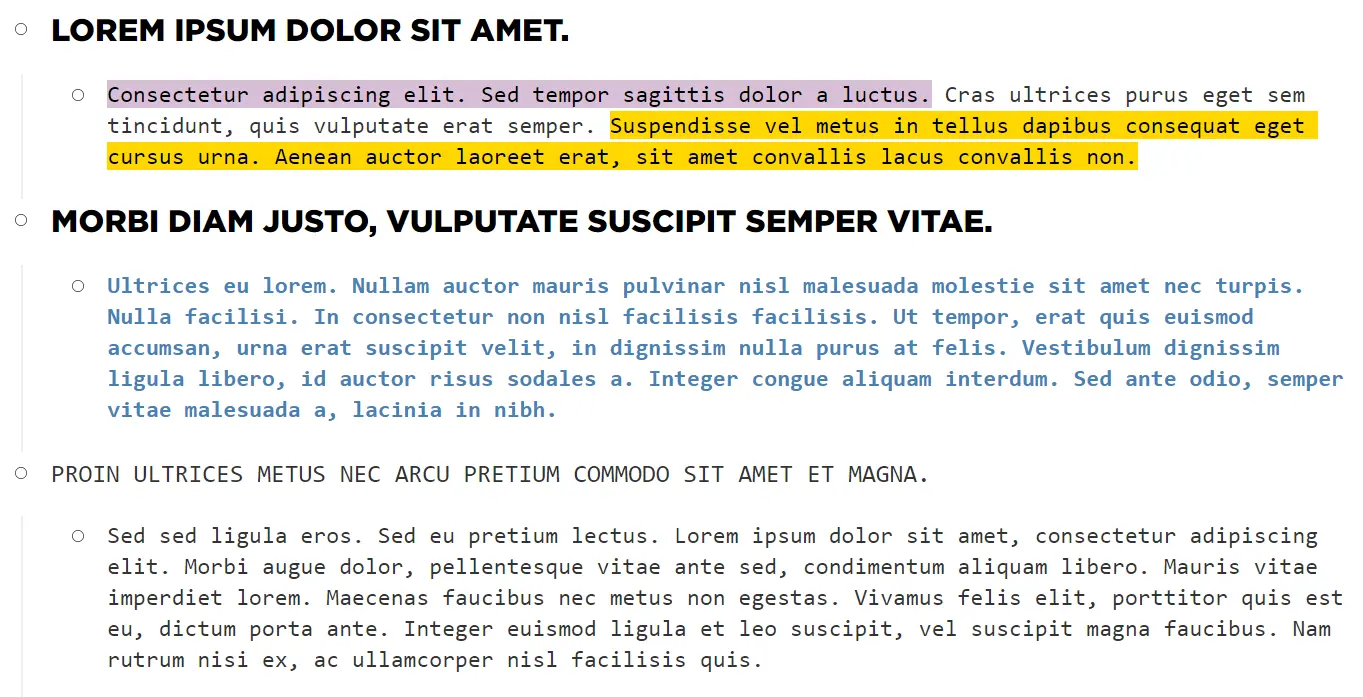 LOREM IPSUM DOLOR SIT AMET.
Consectetur adipiscing elit. Sed tempor sagittis dolor a luctus. Cras ultrices purus eget sem
tincidunt, quis vulputate erat semper. Suspendisse vel metus in tellus dapibus consequat eget
cursus urna. Aenean auctor laoreet erat, sit amet convallis lacus convallis non.
MORBI DIAM JUSTO, VULPUTATE SUSCIPIT SEMPER VITAE.
Ultrices eu lorem. Nullam auctor mauris pulvinar nisl malesuada molestie sit amet nec turpis.
Nulla facilisi. In consectetur non nisl facilisis facilisis. Ut tempor, erat quis euismod
accumsan, urna erat suscipit velit, in dignissim nulla purus at felis. Vestibulum dignissim
ligula libero, id auctor risus sodales a. Integer congue aliquam interdum. Sed ante odio, semper
vitae malesuada a, lacinia in nibh.
PROIN ULTRICES METUS NEC ARCU PRETIUM COMMODO SIT AMET ET MAGNA.
Sed sed ligula eros. Sed eu pretium lectus. Lorem ipsum dolor sit amet, consectetur adipiscing
elit. Morbi augue dolor, pellentesque vitae ante sed, condimentum aliquam libero. Mauris vitae
imperdiet lorem. Maecenas faucibus nec metus non egestas. Vivamus felis elit, porttitor quis est
eu, dictum porta ante. Integer euismod ligula et leo suscipit, vel suscipit magna faucibus. Nam
rutrum nisi ex, ac ullamcorper nisl facilisis quis.